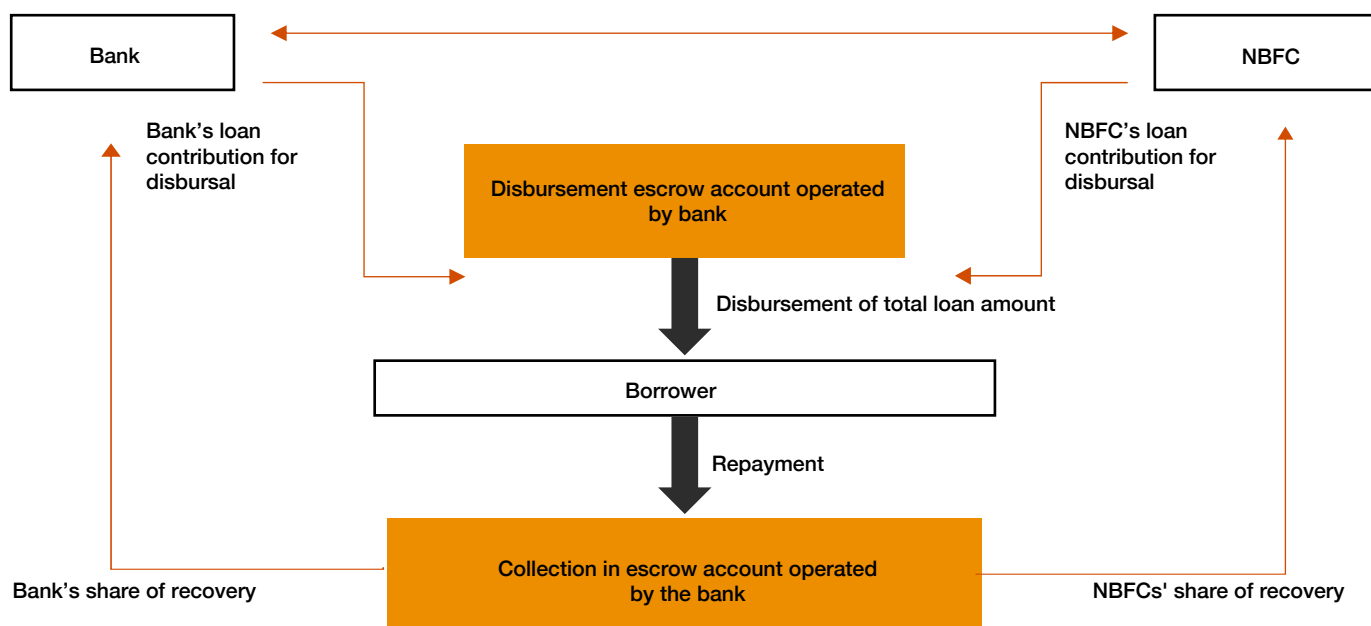 Bank
NBFC
Bank's loan
contribution for
disbursal
NBFC's loan
contribution for
disbursal
Disbursement escrow account operated
by bank
Disbursement of total loan amount
Borrower
Repayment
Collection in escrow account operated
by the bank
Bank's share of recovery
NBFCs' share of recovery